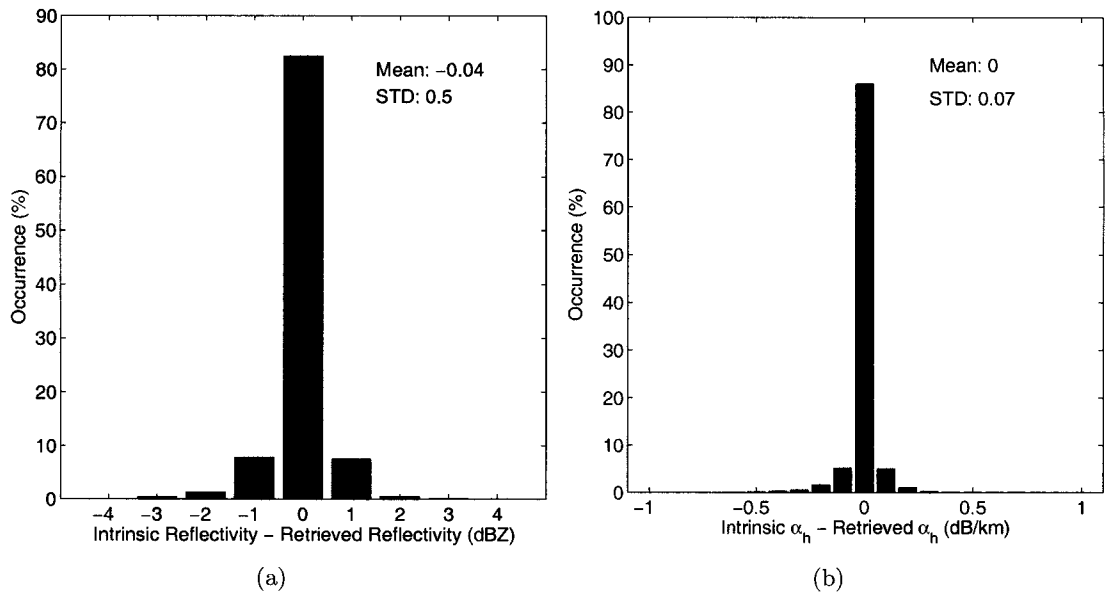 90
80
70
60
50
40
30
20
10
0
Occurrence (%)
Mean: −0.04
STD: 0.5
−4 −3 −2 −1 0 1 2 3 4
Intrinsic Reflectivity − Retrieved Reflectivity (dBZ)
(a)
100
90
80
70
60
50
40
30
20
10
0
Occurrence (%)
Mean: 0
STD: 0.07
−1 −0.5 0 0.5 1
Intrinsic αh − Retrieved αh (dB/km)
(b)